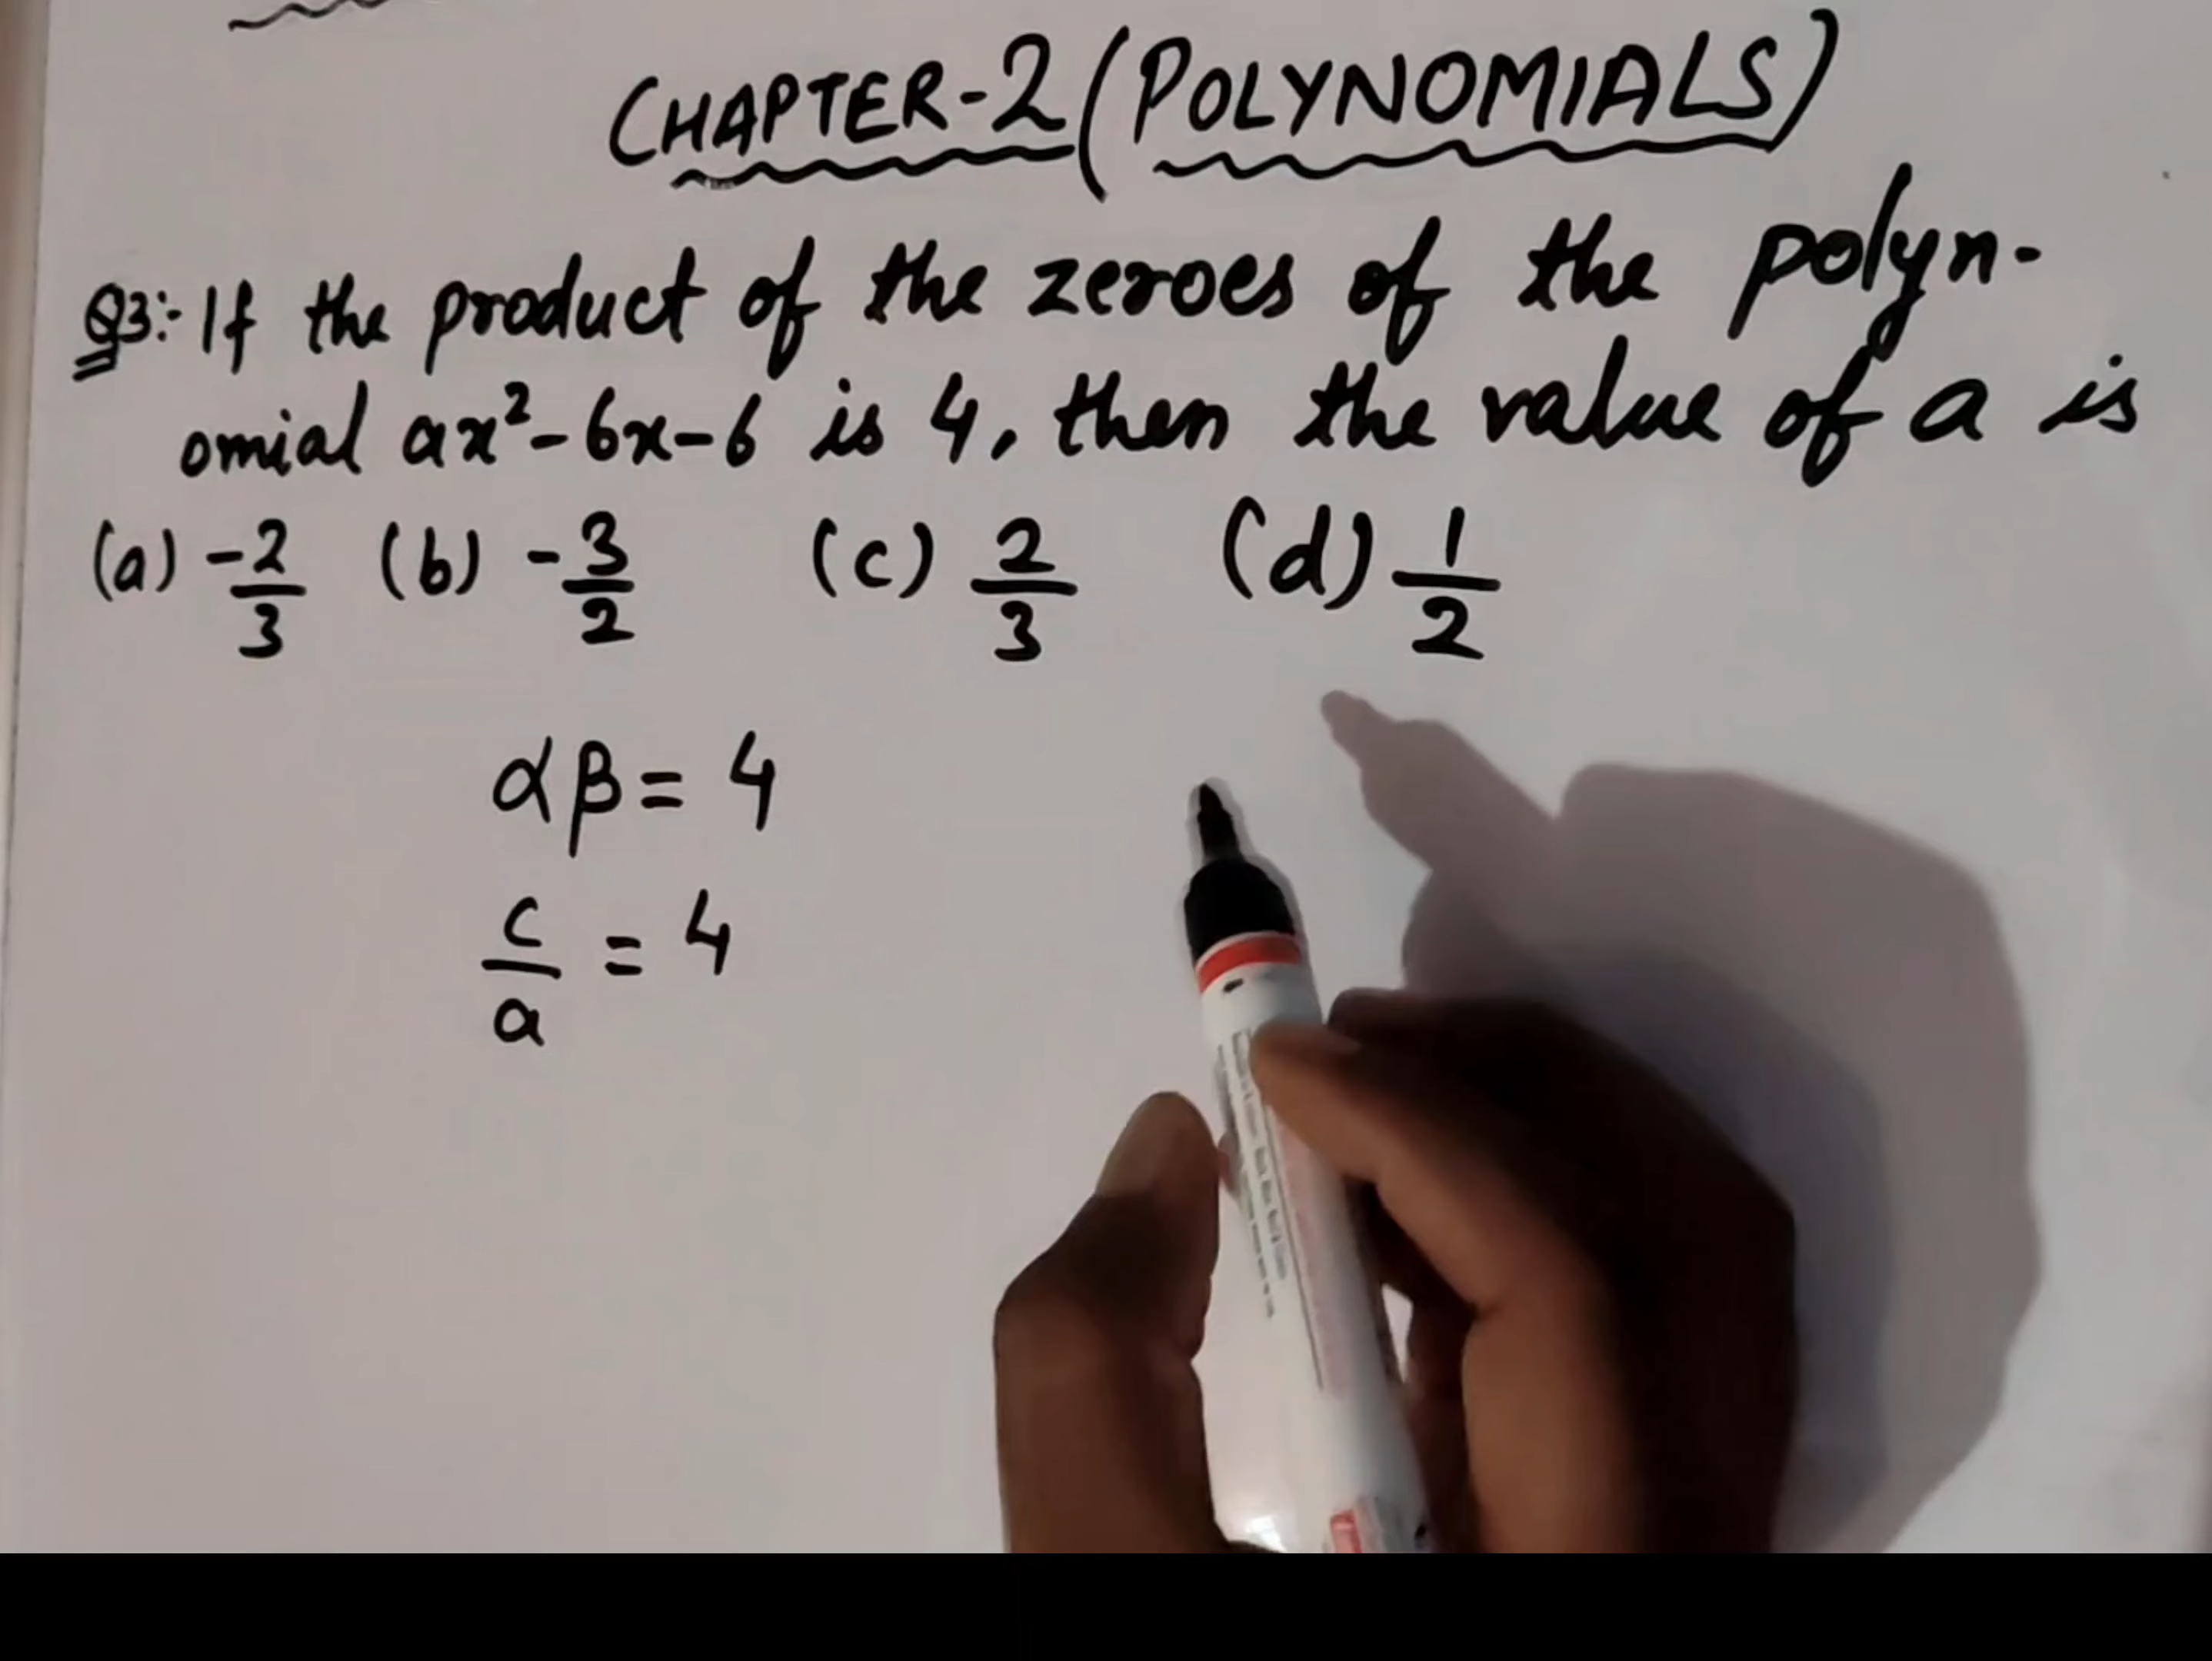 CHAPTER-2 (POLYNOMIALS)
Q3:- If the product of the zeroes of the polyn-
omial ax²-6x-6 is 4, then the value of a is
(a) -2/3 (b) -3/2 (c) 2/3 (d) 1/2
αβ = 4
c/a = 4